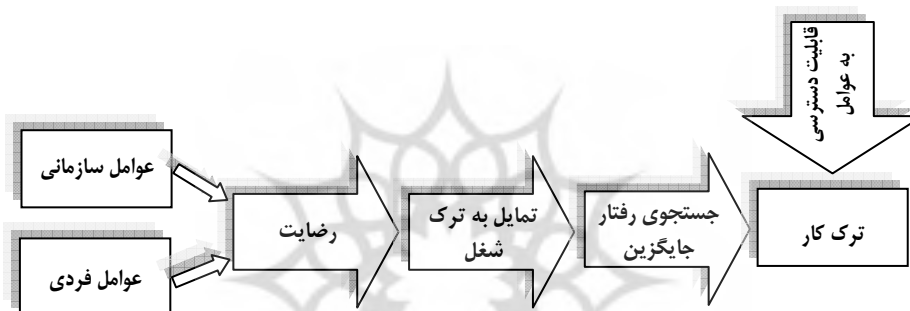 قابلیت دسترسی
به عوامل
عوامل سازمانی
عوامل فردی
رضایت
تمایل به ترک
شغل
جستجوی رفتار
جایگزین
ترک کار